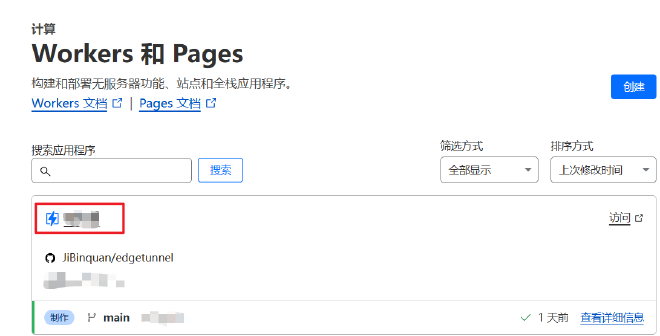 计算
Workers 和 Pages
构建和部署无服务器功能、站点和全栈应用程序。
创建
Workers 文档 | Pages 文档
搜索应用程序
筛选方式
排序方式
搜索
全部显示
上次修改时间
访问
JiBinquan/edgetunnel
制作 main
1 天前 查看详细信息